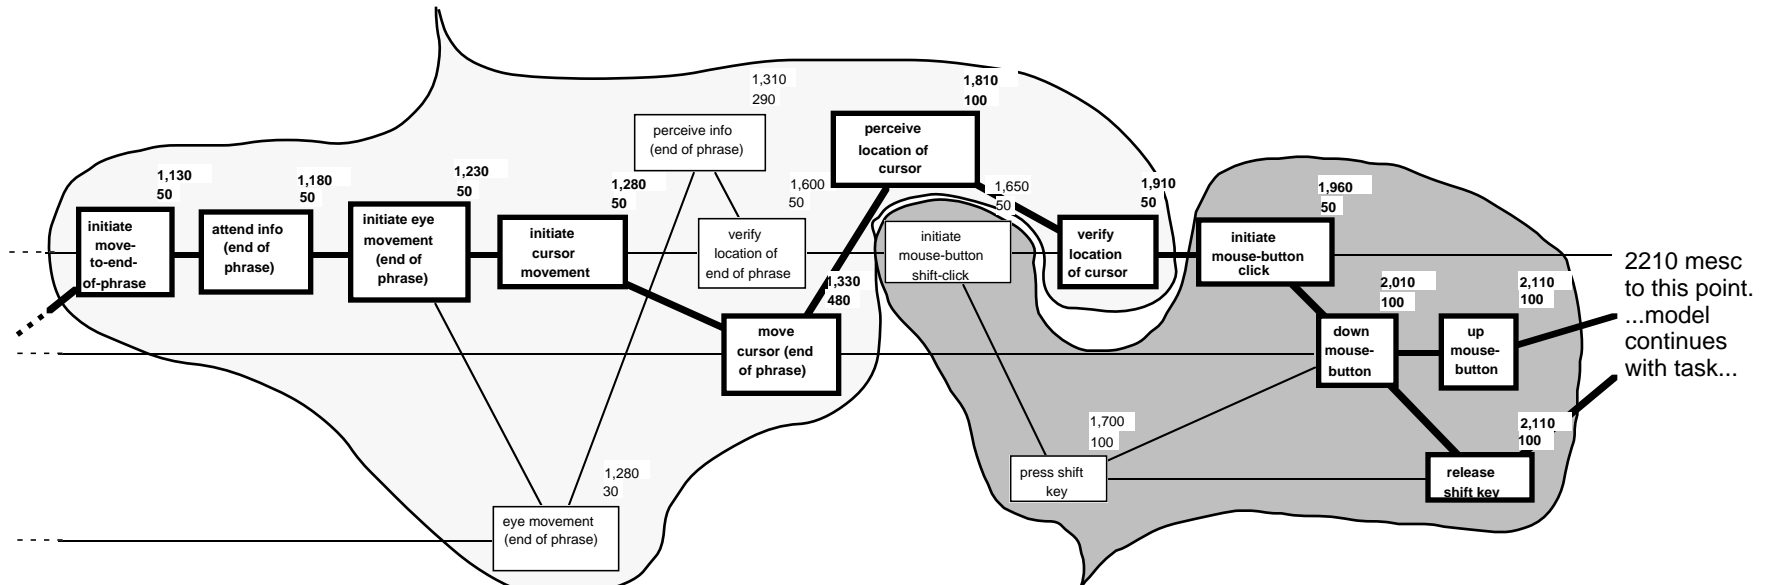 1,310
290
perceive info
(end of phrase)
1,810
100
perceive
location of
cursor
1,130
50
initiate
move-
to-end-
of-phrase
1,180
50
attend info
(end of
phrase)
1,230
50
initiate eye
movement
(end of
phrase)
1,280
50
initiate
cursor
movement
1,600
50
verify
location of
end of phrase
1,650
50
initiate
mouse-button
shift-click
1,910
50
verify
location
of cursor
1,960
50
initiate
mouse-button
click
1,330
480
move
cursor (end
of phrase)
2,010
100
down
mouse-
button
2,110
100
up
mouse-
button
2210 mesc
to this point.
...model
continues
with task...
1,700
100
press shift
key
2,110
100
release
shift key
1,280
30
eye movement
(end of phrase)